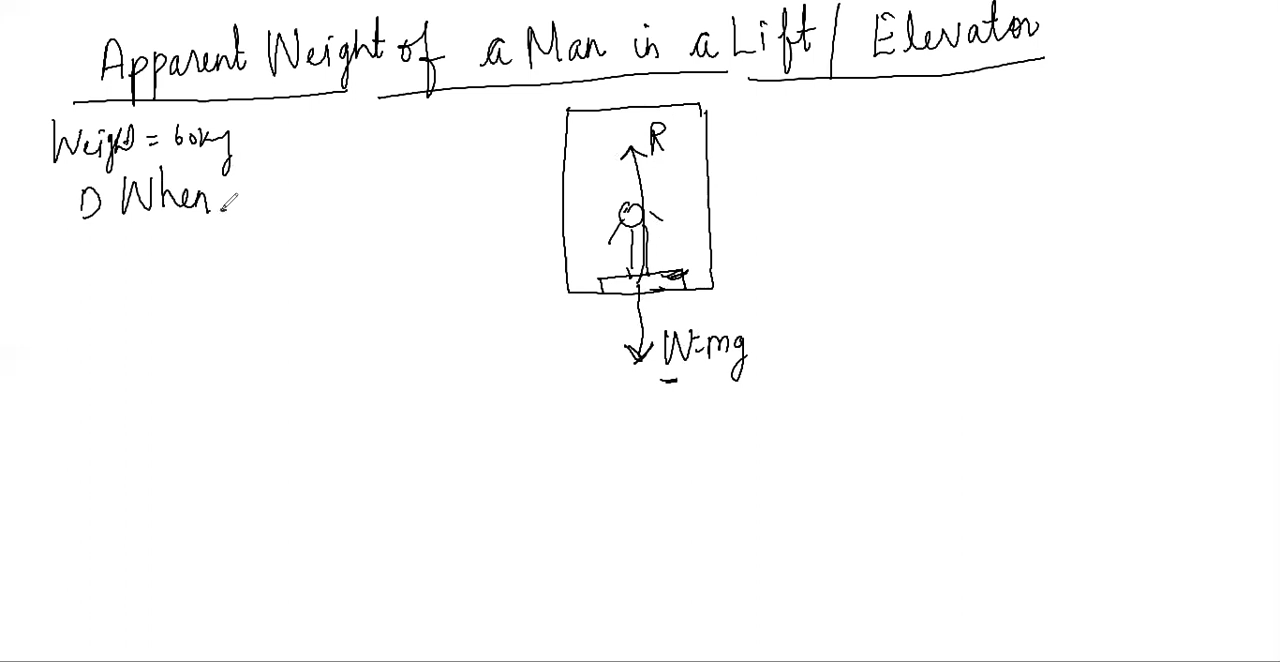 Apparent Weight of a Man in a Lift / Elevator
Weight = 60kg
1) When
R
W=mg